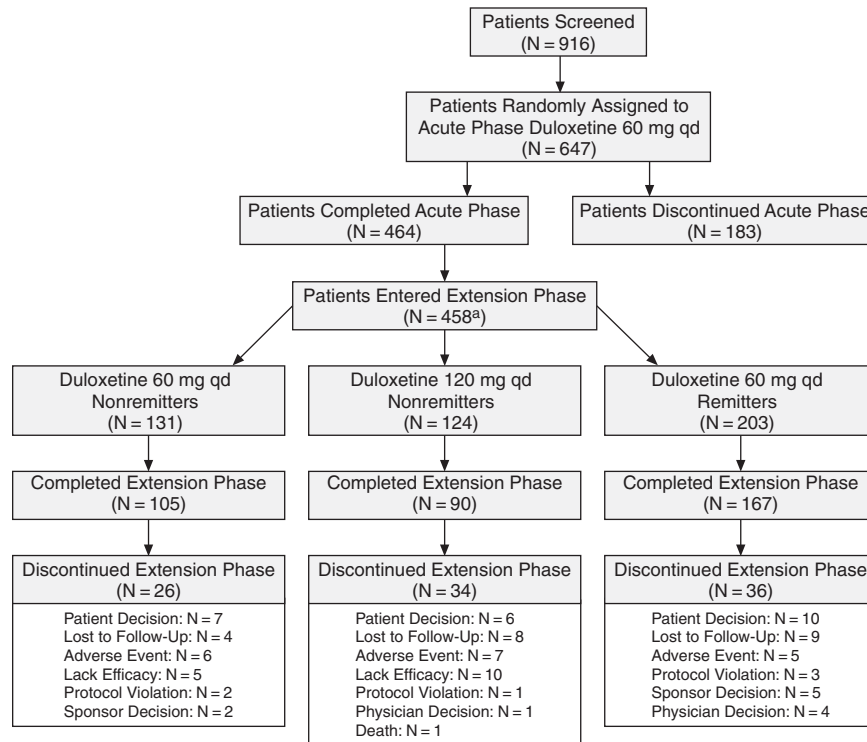 Patients Screened
(N = 916)
Patients Randomly Assigned to
Acute Phase Duloxetine 60 mg qd
(N = 647)
Patients Completed Acute Phase
(N = 464)
Patients Discontinued Acute Phase
(N = 183)
Patients Entered Extension Phase
(N = 458ª)
Duloxetine 60 mg qd
Nonremitters
(N = 131)
Duloxetine 120 mg qd
Nonremitters
(N = 124)
Duloxetine 60 mg qd
Remitters
(N = 203)
Completed Extension Phase
(N = 105)
Completed Extension Phase
(N = 90)
Completed Extension Phase
(N = 167)
Discontinued Extension Phase
(N = 26)
Patient Decision: N = 7
Lost to Follow-Up: N = 4
Adverse Event: N = 6
Lack Efficacy: N = 5
Protocol Violation: N = 2
Sponsor Decision: N = 2
Discontinued Extension Phase
(N = 34)
Patient Decision: N = 6
Lost to Follow-Up: N = 8
Adverse Event: N = 7
Lack Efficacy: N = 10
Protocol Violation: N = 1
Physician Decision: N = 1
Death: N = 1
Discontinued Extension Phase
(N = 36)
Patient Decision: N = 10
Lost to Follow-Up: N = 9
Adverse Event: N = 5
Protocol Violation: N = 3
Sponsor Decision: N = 5
Physician Decision: N = 4